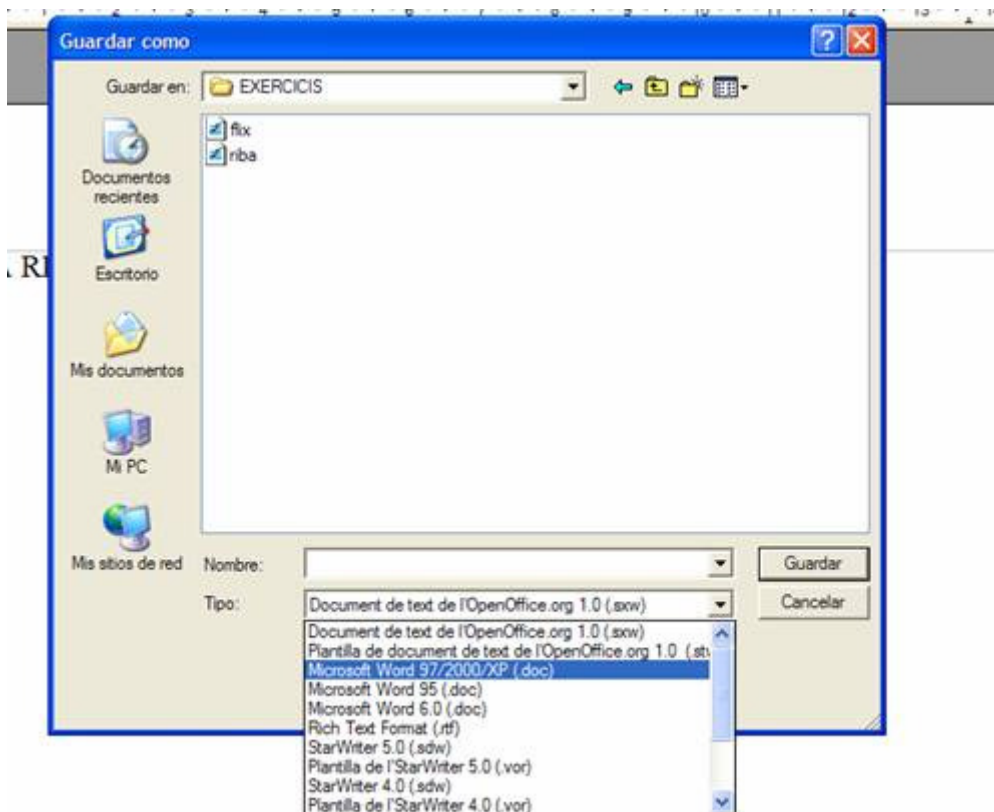 Guardar como
Guardar en:
EXERCICIS
flix
riba
Documentos
recientes
Escritorio
Mis documentos
Mi PC
Mis sitios de red
Nombre:
Guardar
Tipo:
Document de text de l'OpenOffice.org 1.0 (.sxw)
Cancelar
Document de text de l'OpenOffice.org 1.0 (.sxw)
Plantilla de document de text de l'OpenOffice.org 1.0
Microsoft Word 97/2000/XP (.doc)
Microsoft Word 95 (.doc)
Microsoft Word 6.0 (.doc)
Rich Text Format (.rtf)
StarWriter 5.0 (.sdw)
Plantilla de l'StarWriter 5.0 (.vor)
StarWriter 4.0 (.sdw)
Plantilla de l'StarWriter 4.0 (.vor)